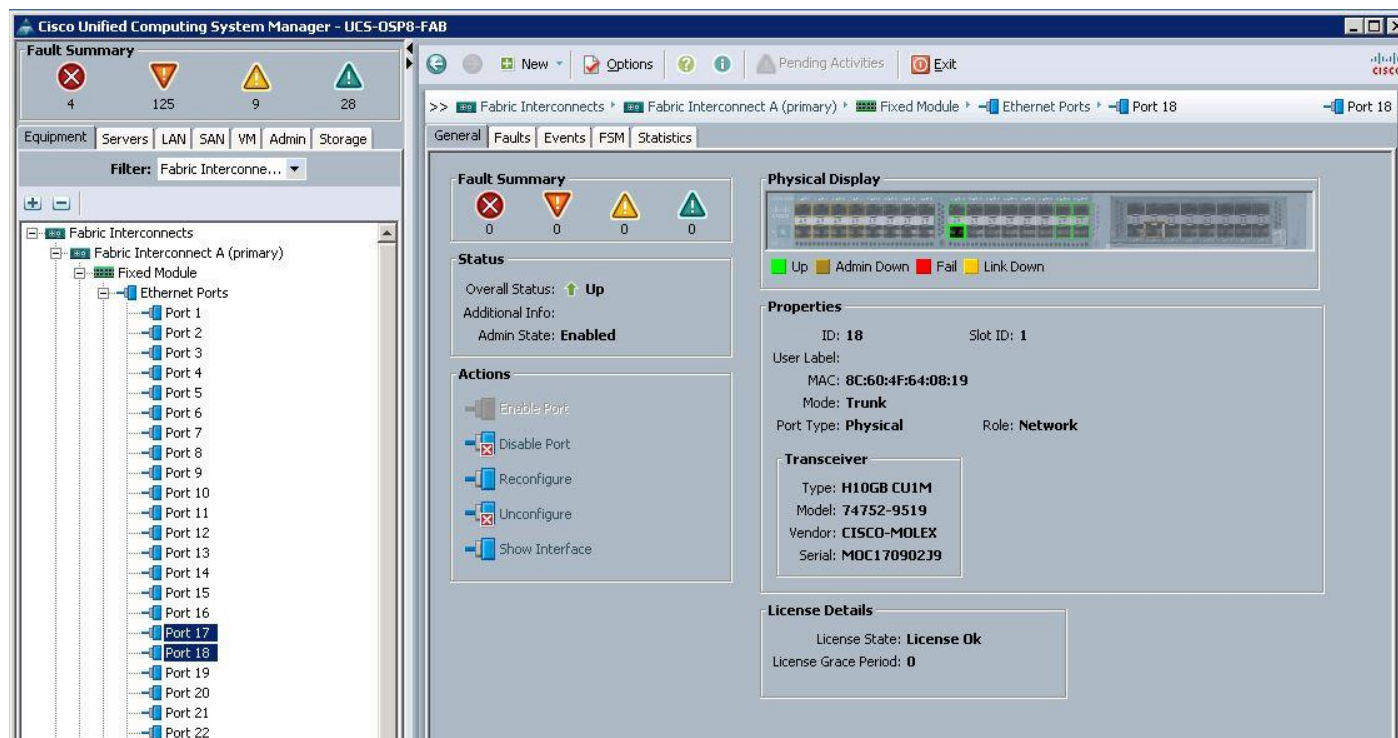 Cisco Unified Computing System Manager - UCS-OSP8-FAB
Fault Summary
4 125 9 28
Equipment Servers LAN SAN VM Admin Storage
Filter: Fabric Interconne...
Fabric Interconnects
Fabric Interconnect A (primary)
Fixed Module
Ethernet Ports
Port 1
Port 2
Port 3
Port 4
Port 5
Port 6
Port 7
Port 8
Port 9
Port 10
Port 11
Port 12
Port 13
Port 14
Port 15
Port 16
Port 17
Port 18
Port 19
Port 20
Port 21
Port 22
New Options Pending Activities Exit
CISCO
>> Fabric Interconnects Fabric Interconnect A (primary) Fixed Module Ethernet Ports Port 18 Port 18
General Faults Events FSM Statistics
Fault Summary
0 0 0 0
Status
Overall Status: Up
Additional Info:
Admin State: Enabled
Actions
Enable Port
Disable Port
Reconfigure
Unconfigure
Show Interface
Physical Display
Up Admin Down Fail Link Down
Properties
ID: 18 Slot ID: 1
User Label:
MAC: 8C:60:4F:64:08:19
Mode: Trunk
Port Type: Physical Role: Network
Transceiver
Type: H10GB CU1M
Model: 74752-9519
Vendor: CISCO-MOLEX
Serial: MOC170902J9
License Details
License State: License Ok
License Grace Period: 0